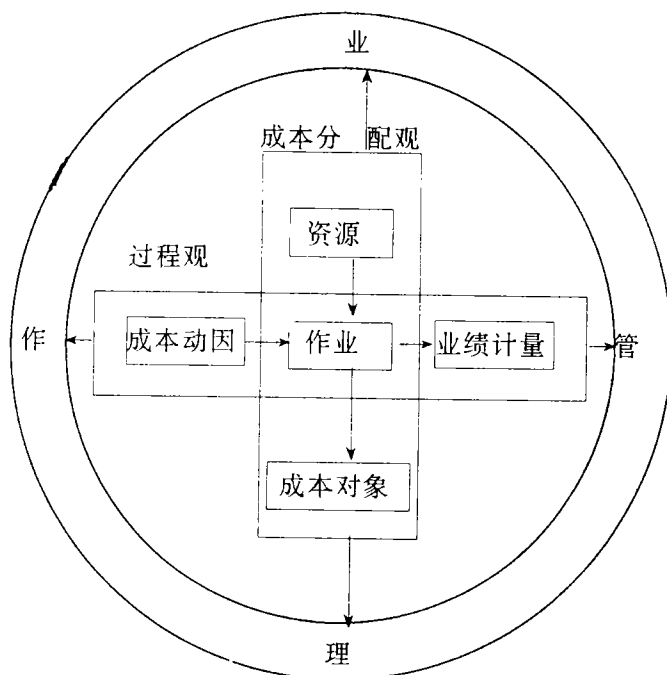 业
成本分 配观
资源
过程观
作
成本动因
作业
业绩计量
管
成本对象
理